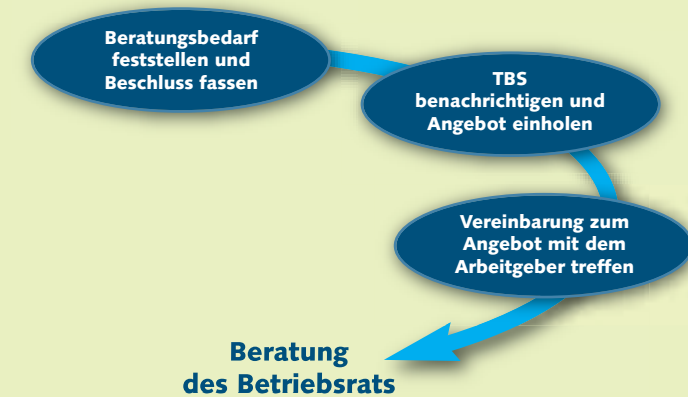 Beratungsbedarf
feststellen und
Beschluss fassen
TBS
benachrichtigen und
Angebot einholen
Vereinbarung zum
Angebot mit dem
Arbeitgeber treffen
Beratung
des Betriebsrats